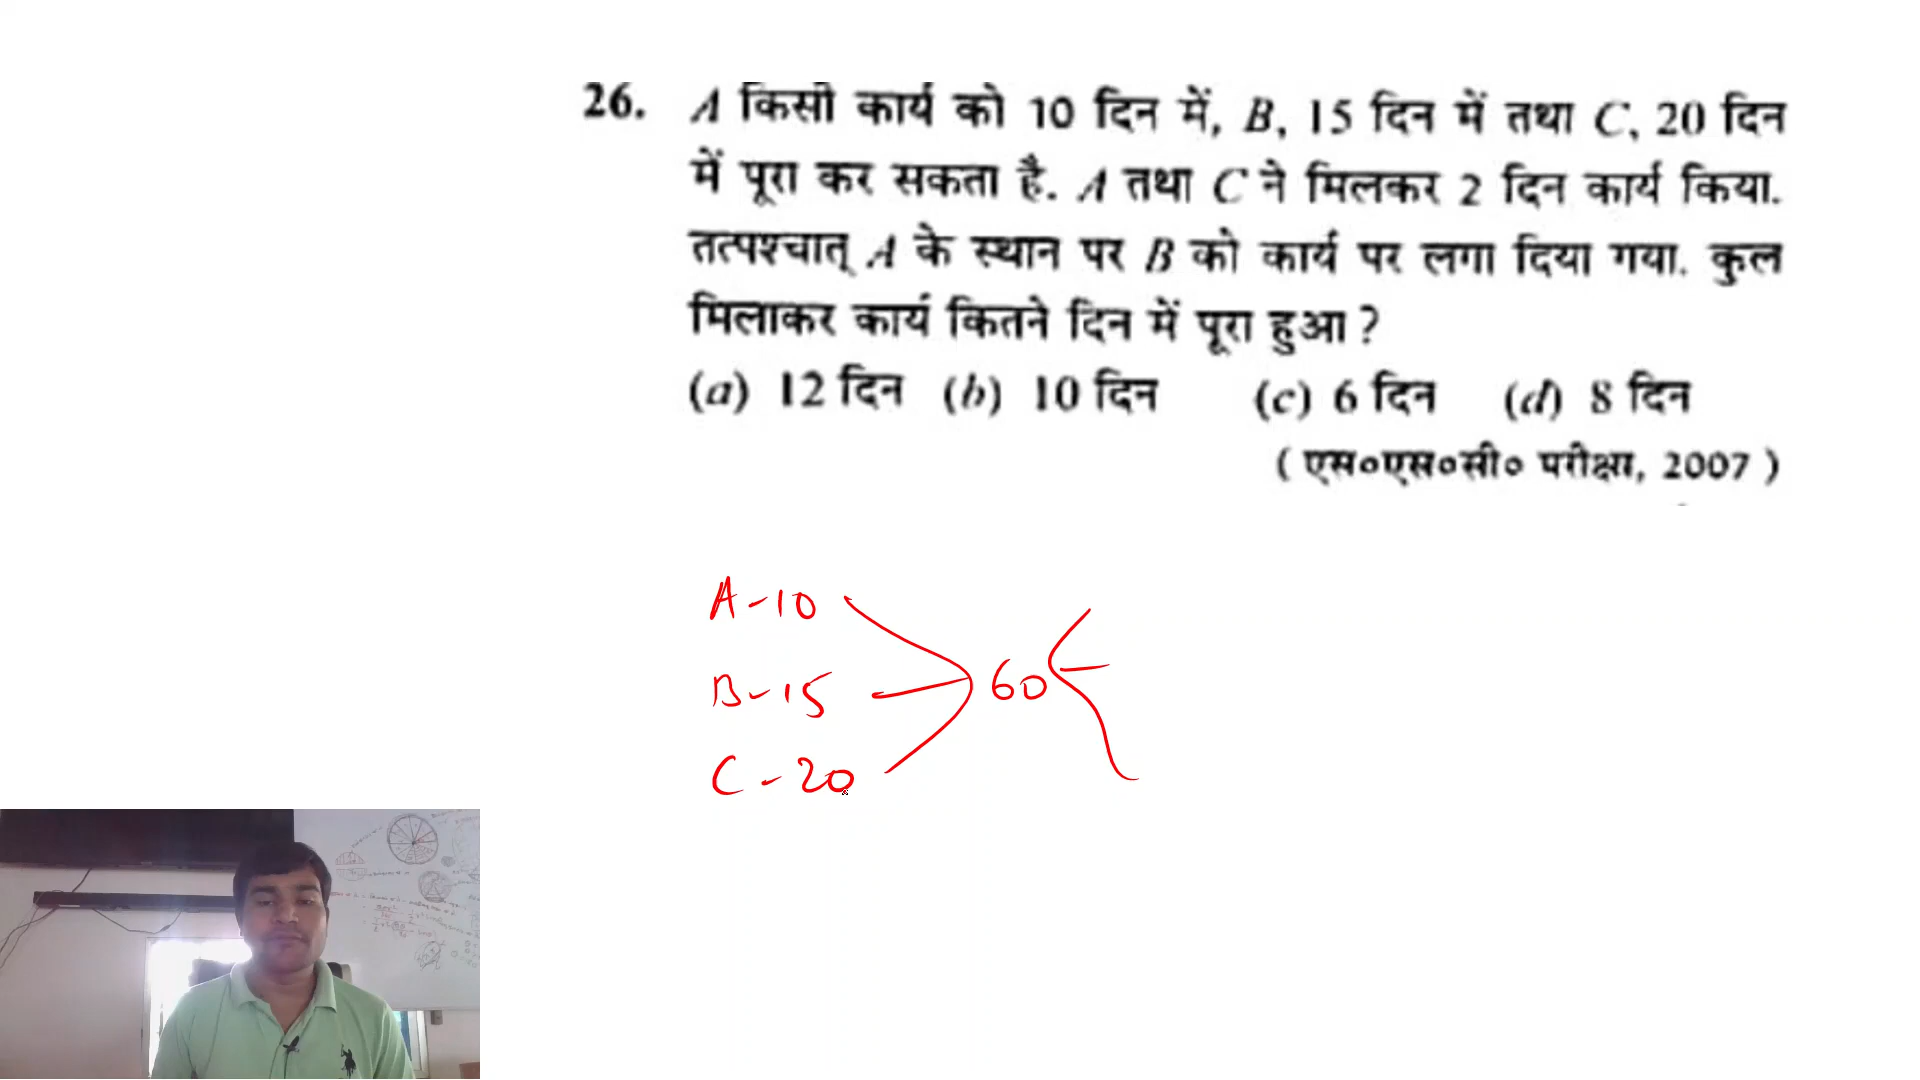 26. A किसी कार्य को 10 दिन में, B, 15 दिन में तथा C, 20 दिन
में पूरा कर सकता है. A तथा C ने मिलकर 2 दिन कार्य किया.
तत्पश्चात् A के स्थान पर B को कार्य पर लगा दिया गया. कुल
मिलाकर कार्य कितने दिन में पूरा हुआ ?
(a) 12 दिन (b) 10 दिन (c) 6 दिन (d) 8 दिन
( एस०एस०सी० परीक्षा, 2007 )
A - 10
B - 15
60
C - 20